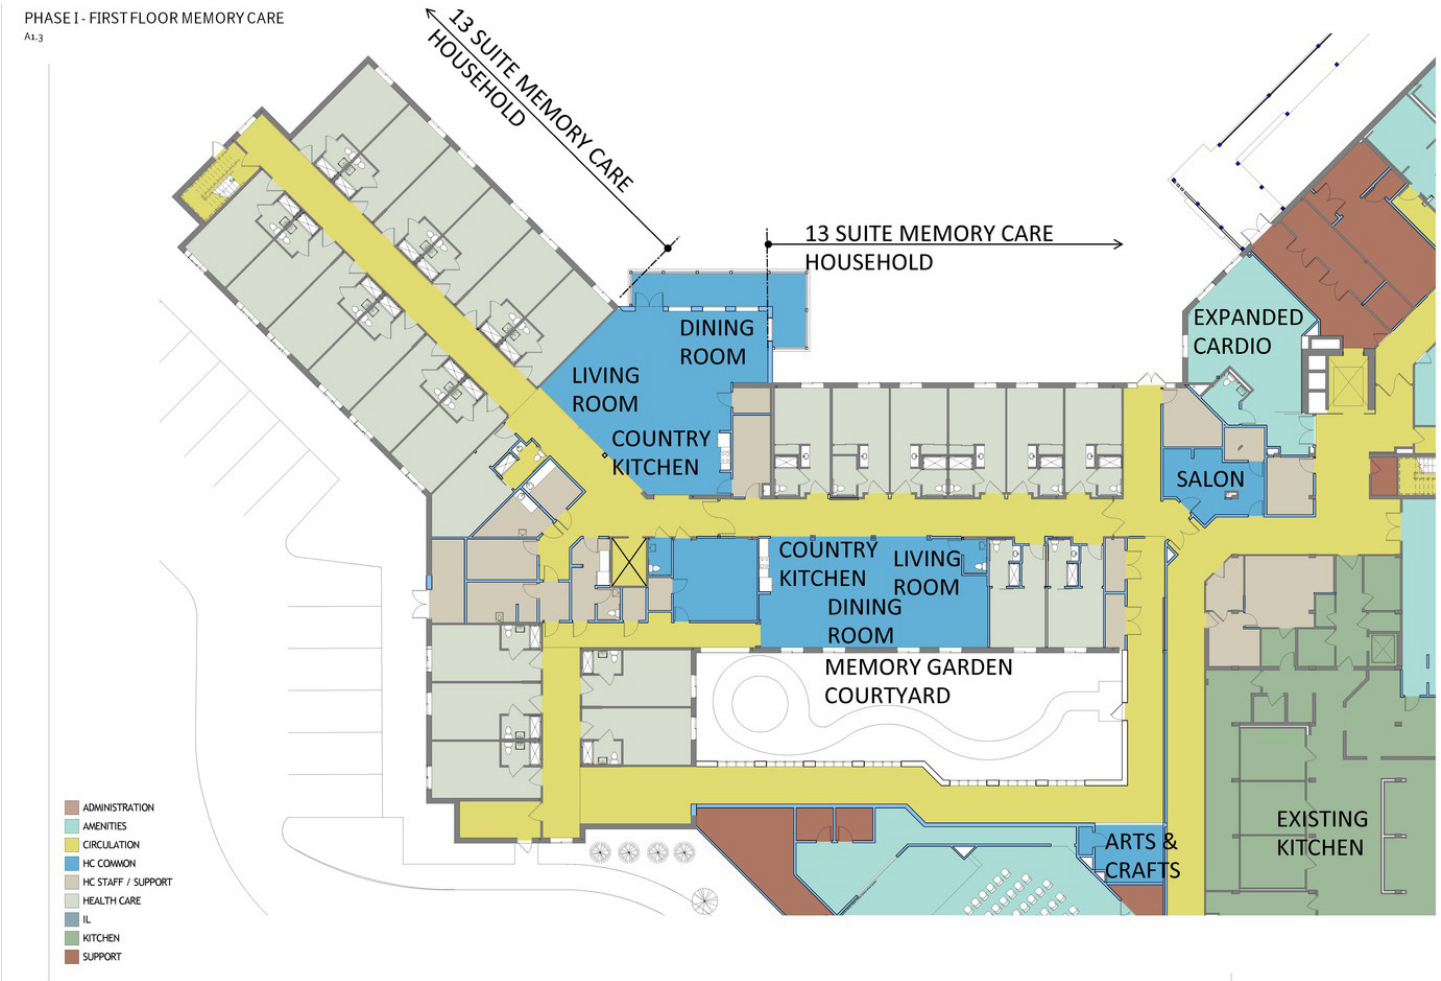 PHASE I - FIRST FLOOR MEMORY CARE
A1.3
13 SUITE MEMORY CARE
HOUSEHOLD
13 SUITE MEMORY CARE
HOUSEHOLD
DINING
ROOM
LIVING
ROOM
COUNTRY
KITCHEN
EXPANDED
CARDIO
SALON
COUNTRY
KITCHEN
LIVING
ROOM
DINING
ROOM
MEMORY GARDEN
COURTYARD
ARTS &
CRAFTS
EXISTING
KITCHEN
ADMINISTRATION
AMENITIES
CIRCULATION
HC COMMON
HC STAFF / SUPPORT
HEALTH CARE
IL
KITCHEN
SUPPORT